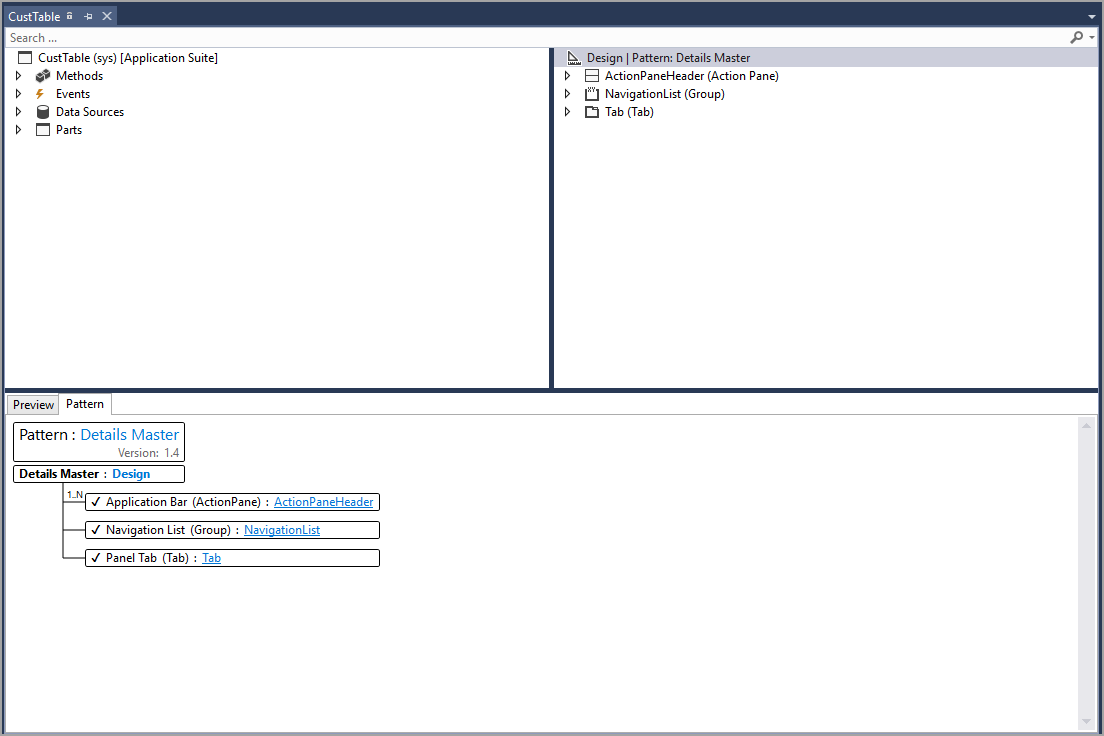 CustTable
Search ...
CustTable (sys) [Application Suite]
Methods
Events
Data Sources
Parts
Design | Pattern: Details Master
ActionPaneHeader (Action Pane)
NavigationList (Group)
Tab (Tab)
Preview Pattern
Pattern : Details Master
Version: 1.4
Details Master : Design
1..N
✓ Application Bar (ActionPane) : ActionPaneHeader
✓ Navigation List (Group) : NavigationList
✓ Panel Tab (Tab) : Tab